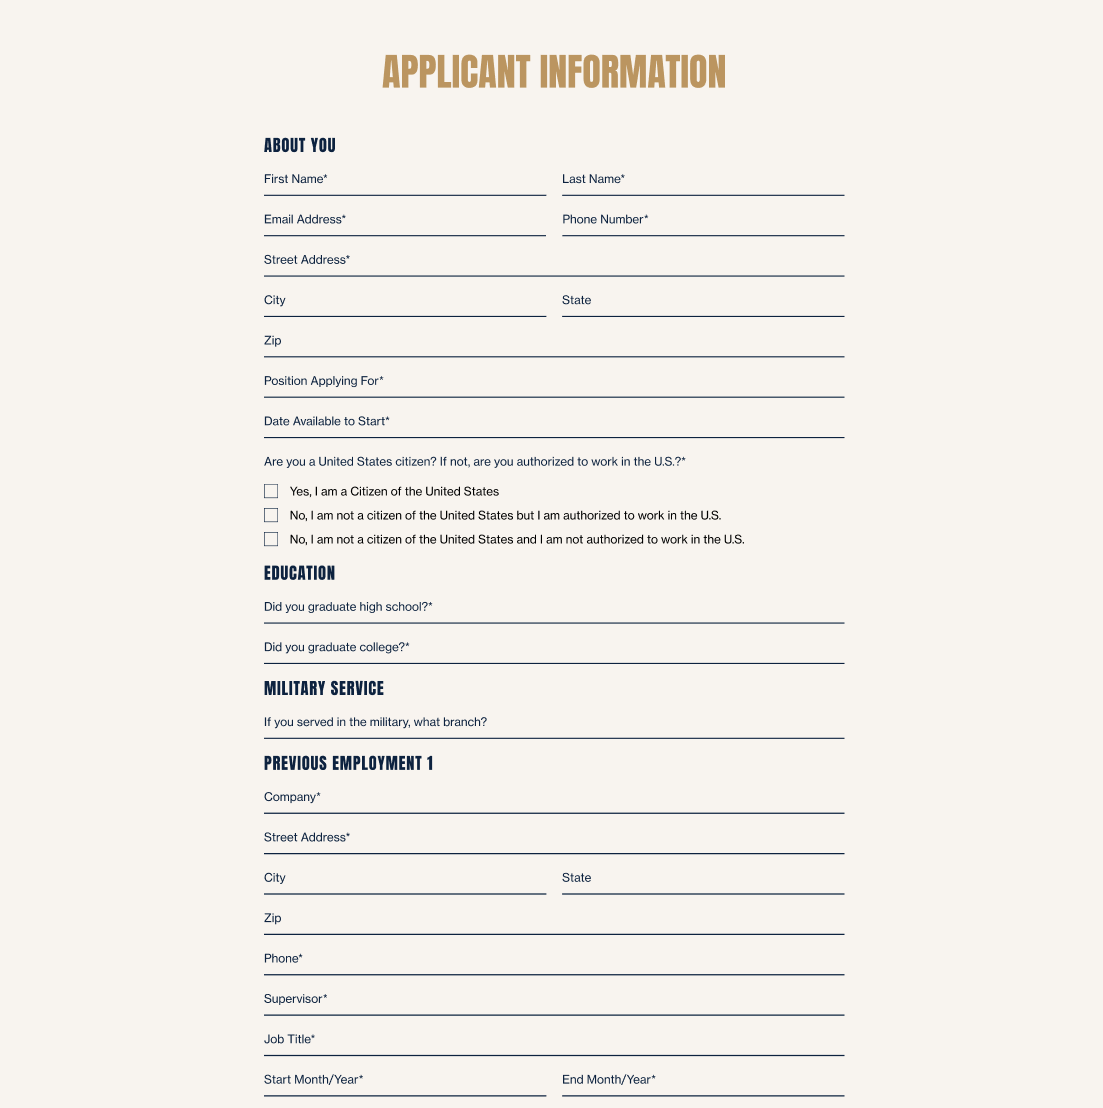 APPLICANT INFORMATION
ABOUT YOU
First Name*
Last Name*
Email Address*
Phone Number*
Street Address*
City
State
Zip
Position Applying For*
Date Available to Start*
Are you a United States citizen? If not, are you authorized to work in the U.S.?*
Yes, I am a Citizen of the United States
No, I am not a citizen of the United States but I am authorized to work in the U.S.
No, I am not a citizen of the United States and I am not authorized to work in the U.S.
EDUCATION
Did you graduate high school?*
Did you graduate college?*
MILITARY SERVICE
If you served in the military, what branch?
PREVIOUS EMPLOYMENT 1
Company*
Street Address*
City
State
Zip
Phone*
Supervisor*
Job Title*
Start Month/Year*
End Month/Year*